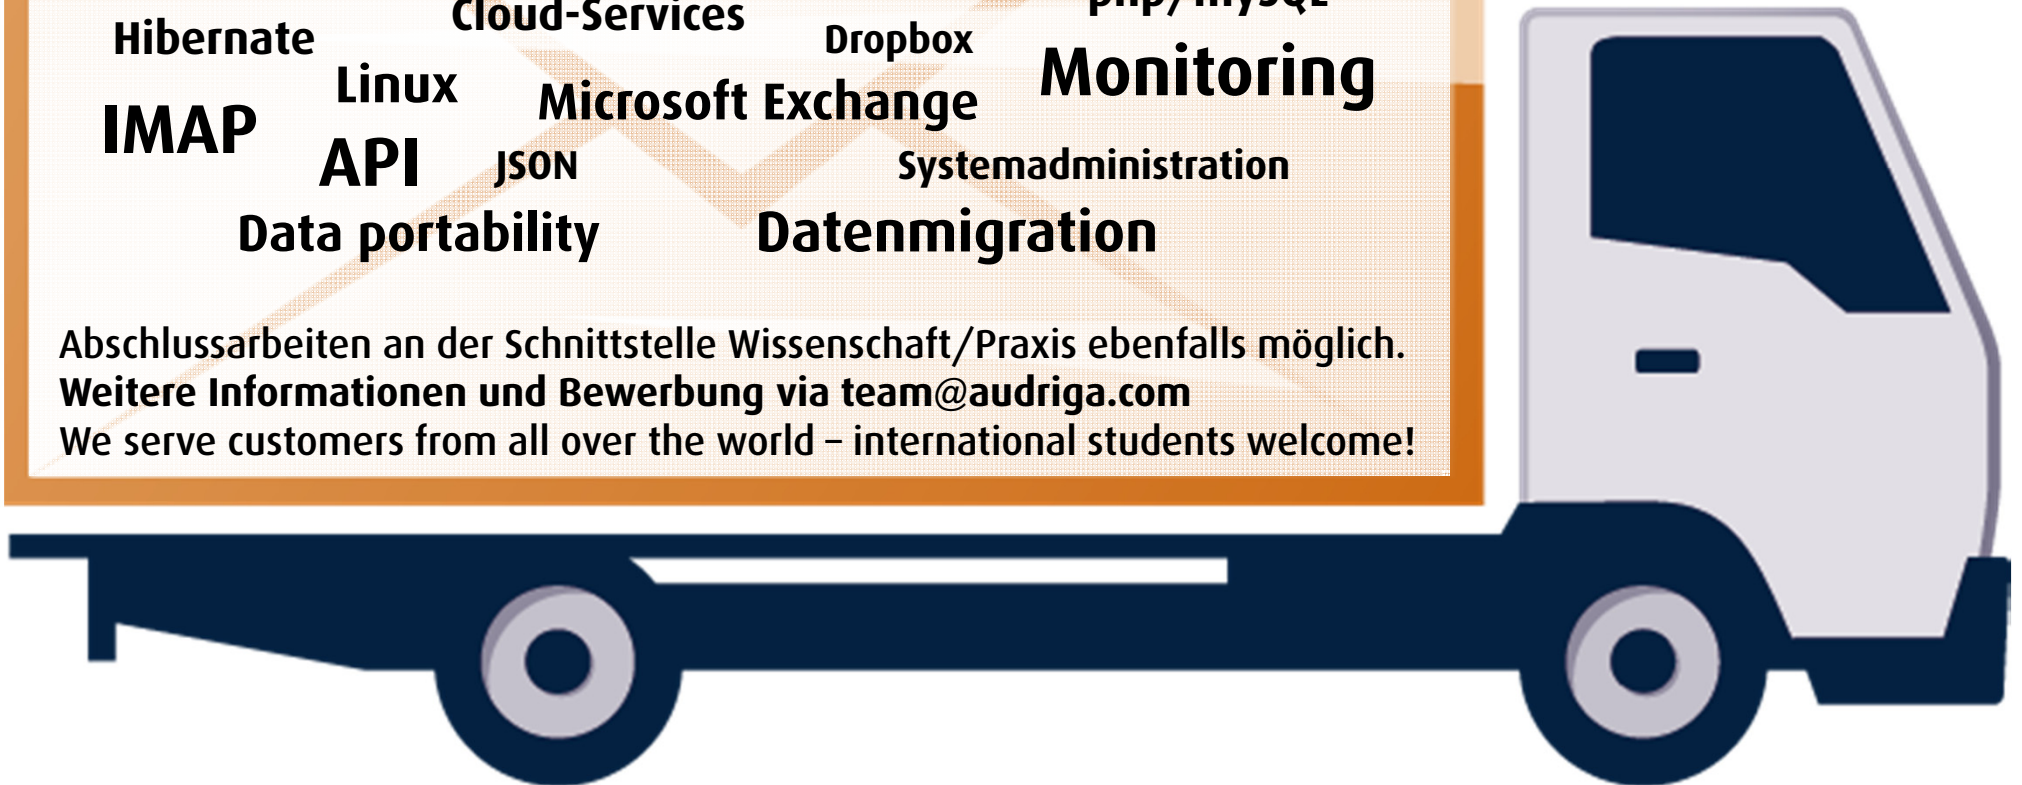 Cloud-Services php/mySQL
Hibernate Dropbox
Linux Microsoft Exchange Monitoring
IMAP
API JSON Systemadministration
Data portability Datenmigration
Abschlussarbeiten an der Schnittstelle Wissenschaft/Praxis ebenfalls möglich.
Weitere Informationen und Bewerbung via team@audriga.com
We serve customers from all over the world – international students welcome!